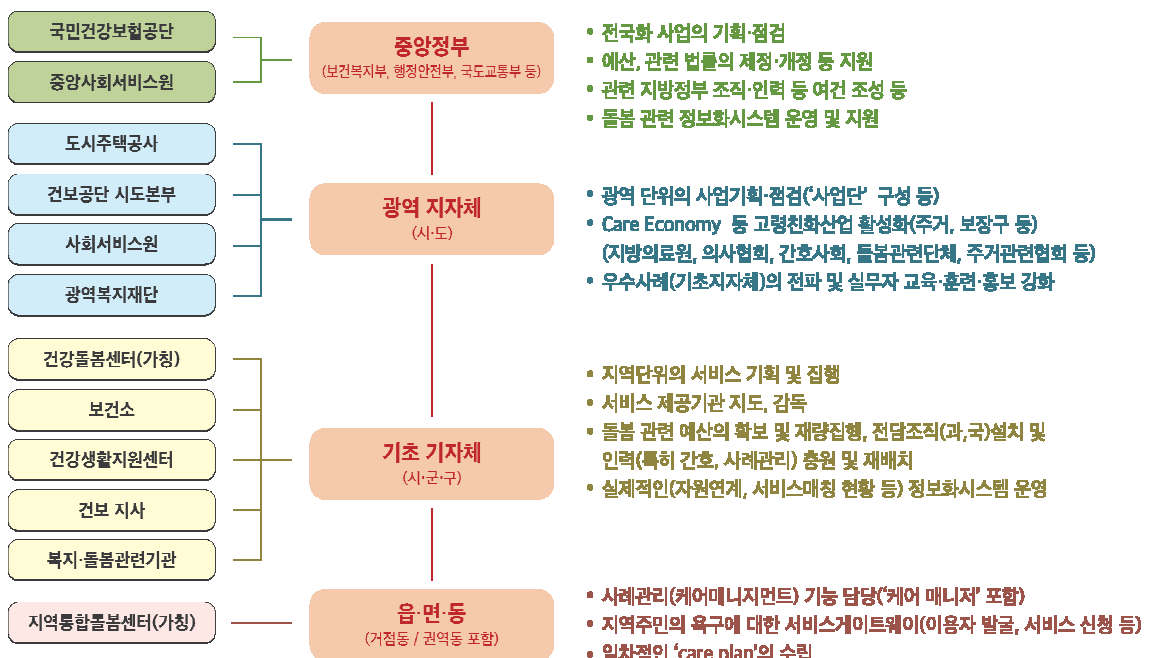 국민건강보험공단
중앙사회서비스원
중앙정부
(보건복지부, 행정안전부, 국도교통부 등)
• 전국화 사업의 기획·점검
• 예산, 관련 법률의 제정·개정 등 지원
• 관련 지방정부 조직·인력 등 여건 조성 등
• 돌봄 관련 정보화시스템 운영 및 지원
도시주택공사
건보공단 시도본부
사회서비스원
광역복지재단
광역 지자체
(시·도)
• 광역 단위의 사업기획·점검(‘사업단’ 구성 등)
• Care Economy 등 고령친화산업 활성화(주거, 보장구 등)
(지방의료원, 의사협회, 간호사회, 돌봄관련단체, 주거관련협회 등)
• 우수사례(기초지자체)의 전파 및 실무자 교육·훈련·홍보 강화
건강돌봄센터(가칭)
보건소
건강생활지원센터
건보 지사
복지·돌봄관련기관
기초 기자체
(시·군·구)
• 지역단위의 서비스 기획 및 집행
• 서비스 제공기관 지도, 감독
• 돌봄 관련 예산의 확보 및 재량집행, 전담조직(과,국)설치 및
인력(특히 간호, 사례관리) 충원 및 재배치
• 실제적인(자원연계, 서비스매칭 현황 등) 정보화시스템 운영
지역통합돌봄센터(가칭)
읍·면·동
(거점동 / 권역동 포함)
• 사례관리(케어매니지먼트) 기능 담당(‘케어 매니저’ 포함)
• 지역주민의 욕구에 대한 서비스게이트웨이(이용자 발굴, 서비스 신청 등)
• 일차적인 ‘care plan’의 수립